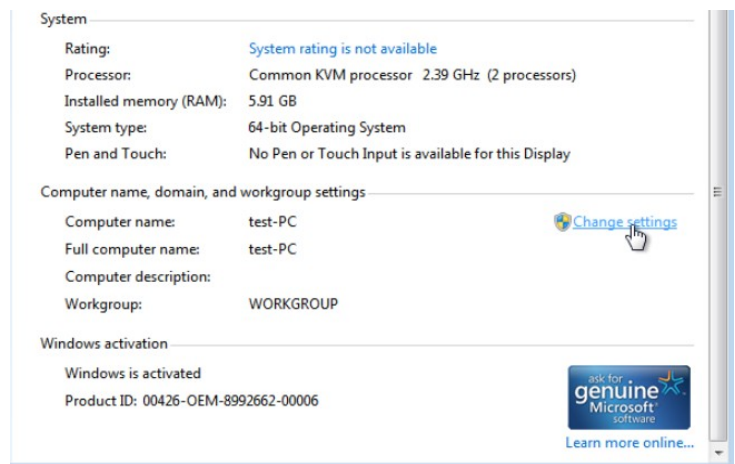 System
Rating: System rating is not available
Processor: Common KVM processor 2.39 GHz (2 processors)
Installed memory (RAM): 5.91 GB
System type: 64-bit Operating System
Pen and Touch: No Pen or Touch Input is available for this Display
Computer name, domain, and workgroup settings
Computer name: test-PC Change settings
Full computer name: test-PC
Computer description:
Workgroup: WORKGROUP
Windows activation
Windows is activated
Product ID: 00426-OEM-8992662-00006
ask for
genuine
Microsoft
software
Learn more online...